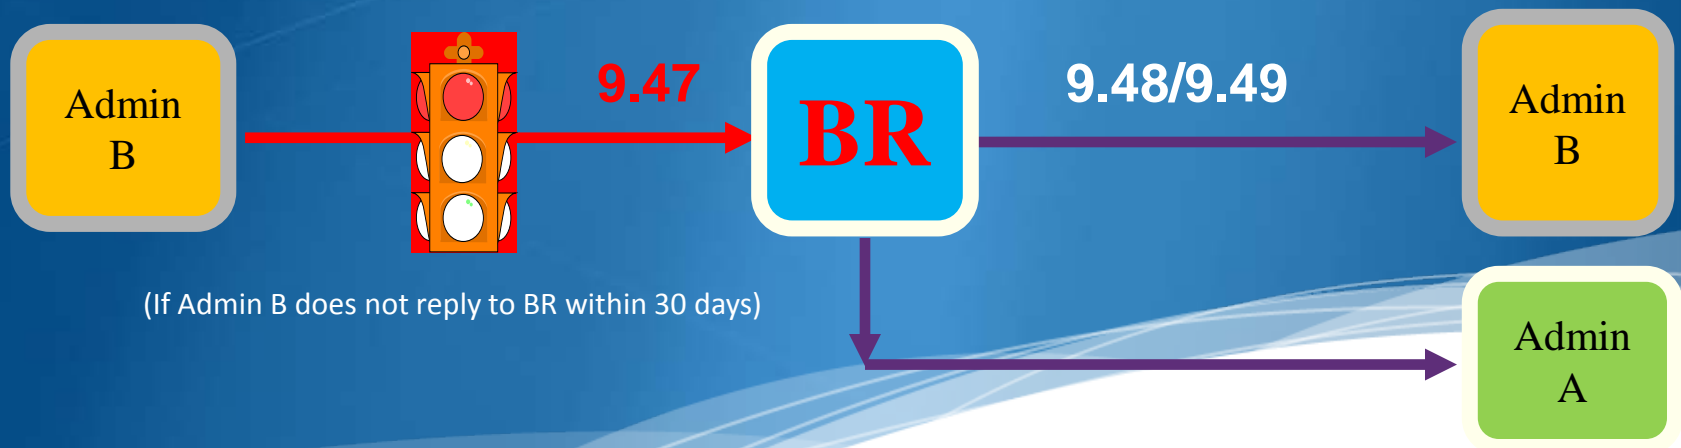 Admin
B
9.47
BR
9.48/9.49
Admin
B
(If Admin B does not reply to BR within 30 days)
Admin
A